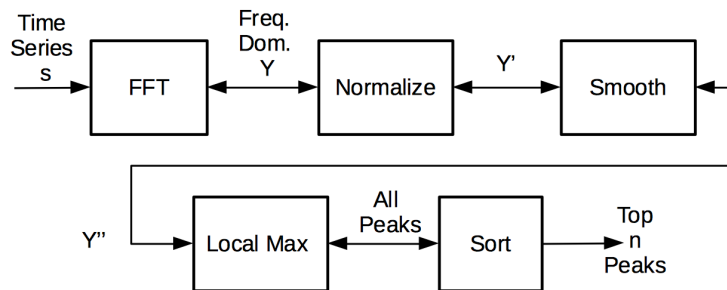 Time
Series
s
FFT
Freq.
Dom.
Y
Normalize
Y'
Smooth
Y''
Local Max
All
Peaks
Sort
Top
n
Peaks